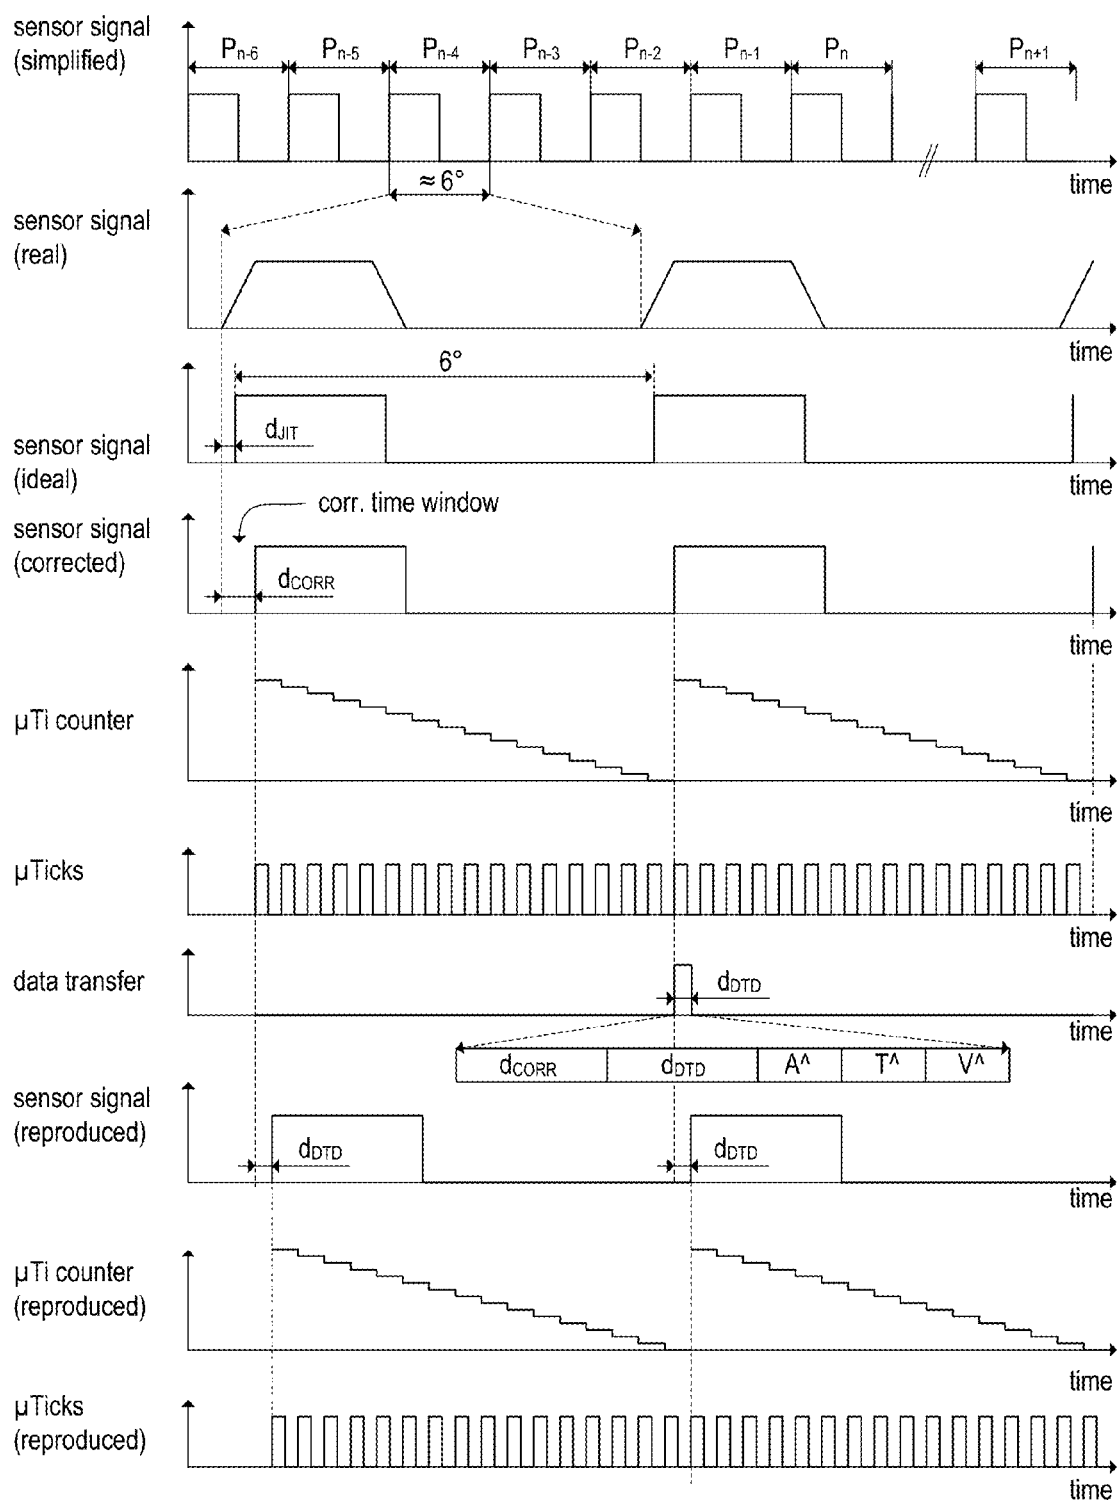 sensor signal
(simplified)
Pn-6 Pn-5 Pn-4 Pn-3 Pn-2 Pn-1 Pn Pn+1
time
≈ 6°
sensor signal
(real)
time
6°
dJIT
sensor signal
(ideal)
time
corr. time window
sensor signal
(corrected)
dCORR
time
µTi counter
time
µTicks
time
data transfer
dDTD
time
dCORR dDTD A^ T^ V^
sensor signal
(reproduced)
dDTD dDTD
time
µTi counter
(reproduced)
time
µTicks
(reproduced)
time